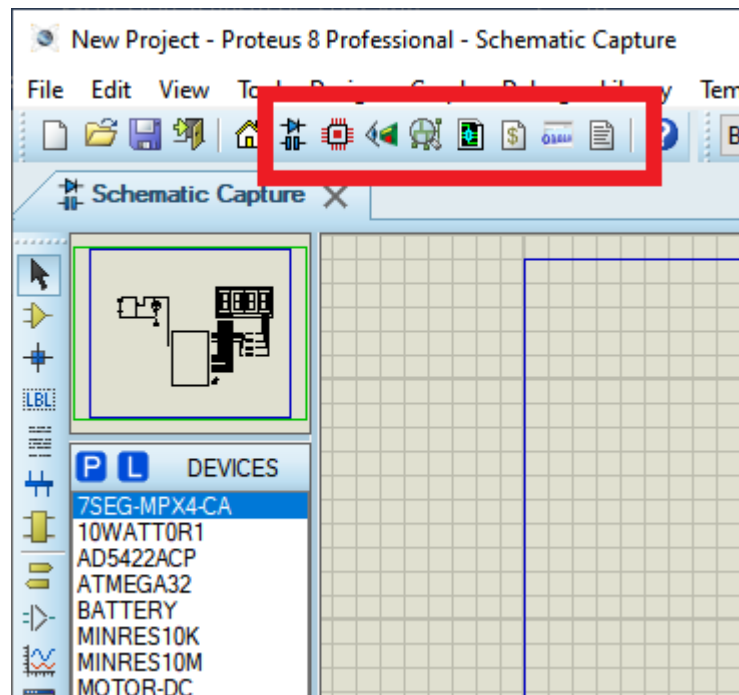 New Project - Proteus 8 Professional - Schematic Capture
File Edit View
Schematic Capture
LBL
P L DEVICES
7SEG-MPX4-CA
10WATT0R1
AD5422ACP
ATMEGA32
BATTERY
MINRES10K
MINRES10M
MOTOR-DC